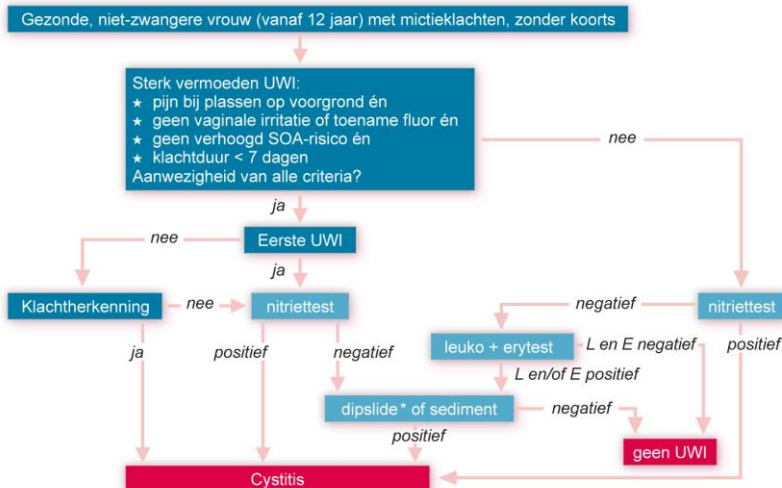 Gezonde, niet-zwangere vrouw (vanaf 12 jaar) met mictieklachten, zonder koorts
Sterk vermoeden UWI:
★ pijn bij plassen op voorgrond én
★ geen vaginale irritatie of toename fluor én
★ geen verhoogd SOA-risico én
★ klachtduur < 7 dagen
Aanwezigheid van alle criteria?
nee
ja
nee
Eerste UWI
ja
Klachtherkenning
nee
nitriettest
negatief
nitriettest
ja
positief
negatief
leuko + erytest
L en E negatief
positief
L en/of E positief
dipslide* of sediment
negatief
positief
geen UWI
Cystitis